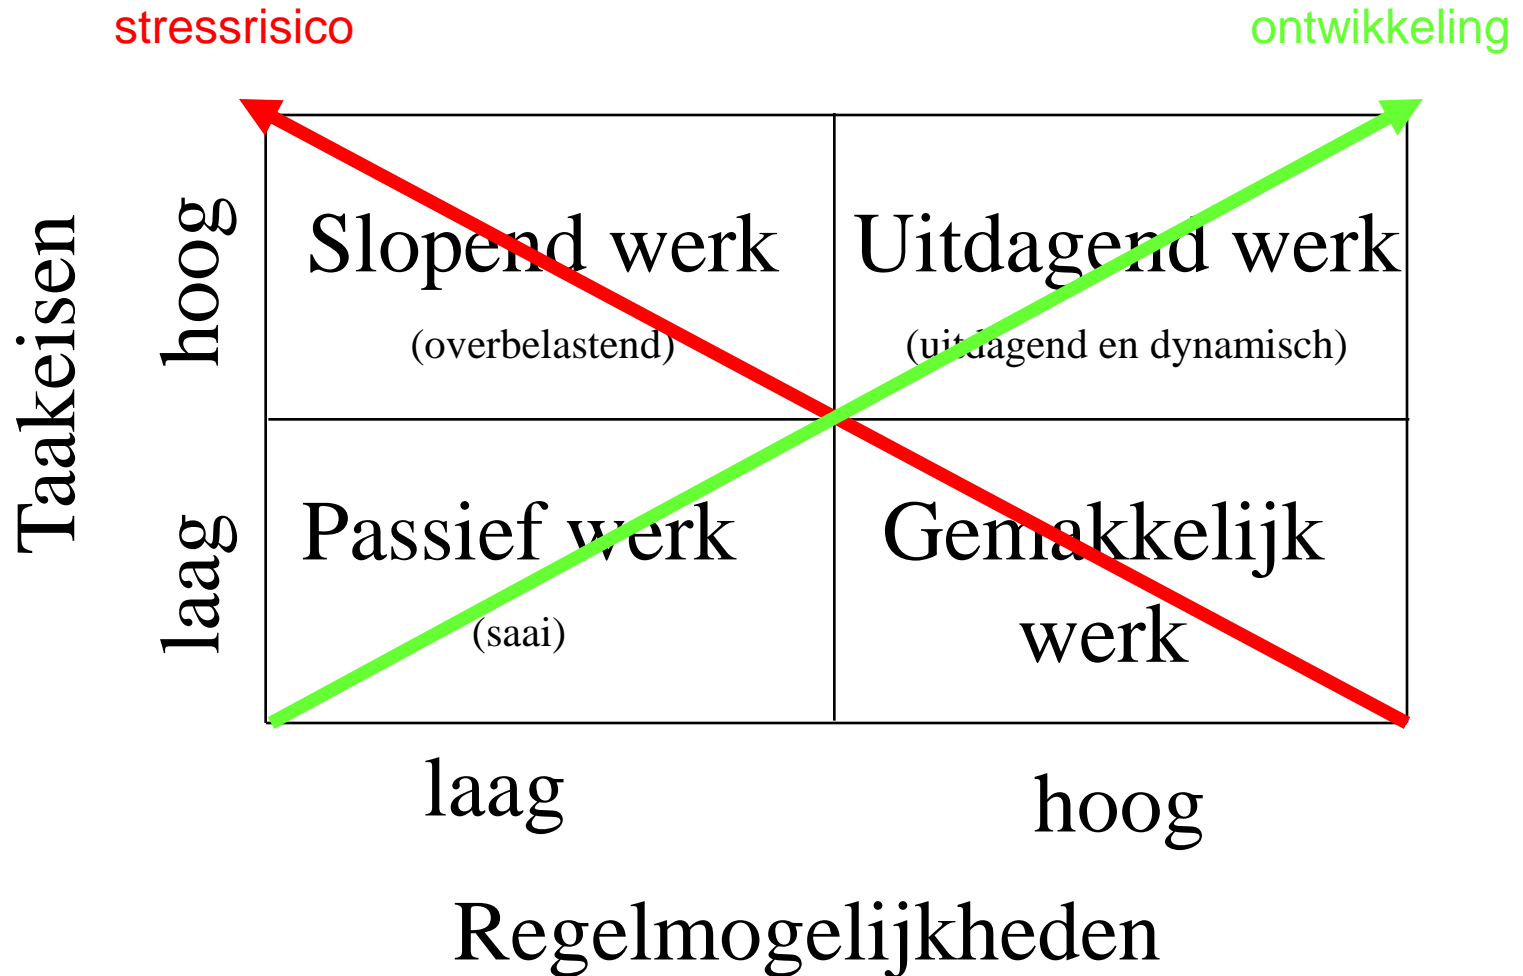 stressrisico
ontwikkeling
Taakeisen
hoog
laag
Slopend werk
(overbelastend)
Uitdagend werk
(uitdagend en dynamisch)
Passief werk
(saai)
Gemakkelijk
werk
laag
hoog
Regelmogelijkheden